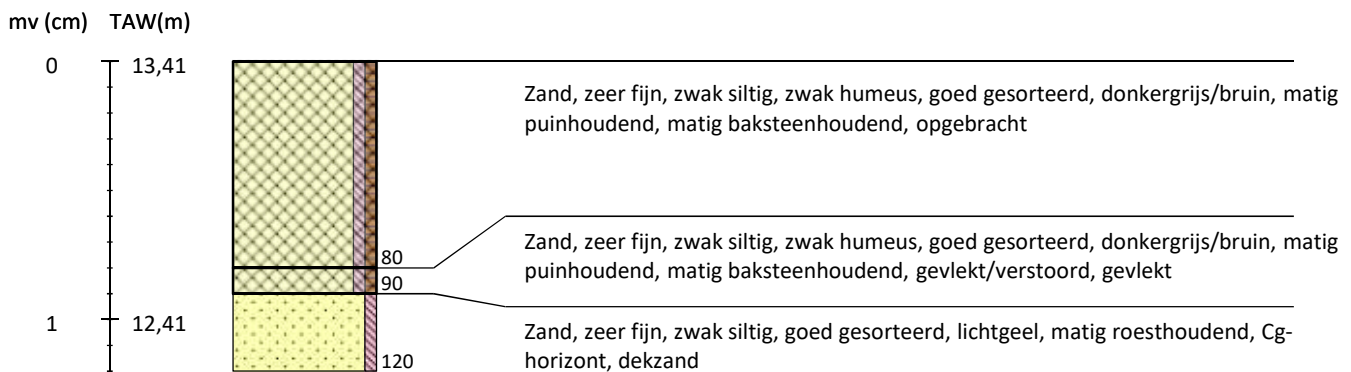 mv (cm) TAW(m)
0 13,41
Zand, zeer fijn, zwak siltig, zwak humeus, goed gesorteerd, donkergrijs/bruin, matig
puinhoudend, matig baksteenhoudend, opgebracht
80
Zand, zeer fijn, zwak siltig, zwak humeus, goed gesorteerd, donkergrijs/bruin, matig
puinhoudend, matig baksteenhoudend, gevlekt/verstoord, gevlekt
90
1 12,41
Zand, zeer fijn, zwak siltig, goed gesorteerd, lichtgeel, matig roesthoudend, Cg-
horizont, dekzand
120